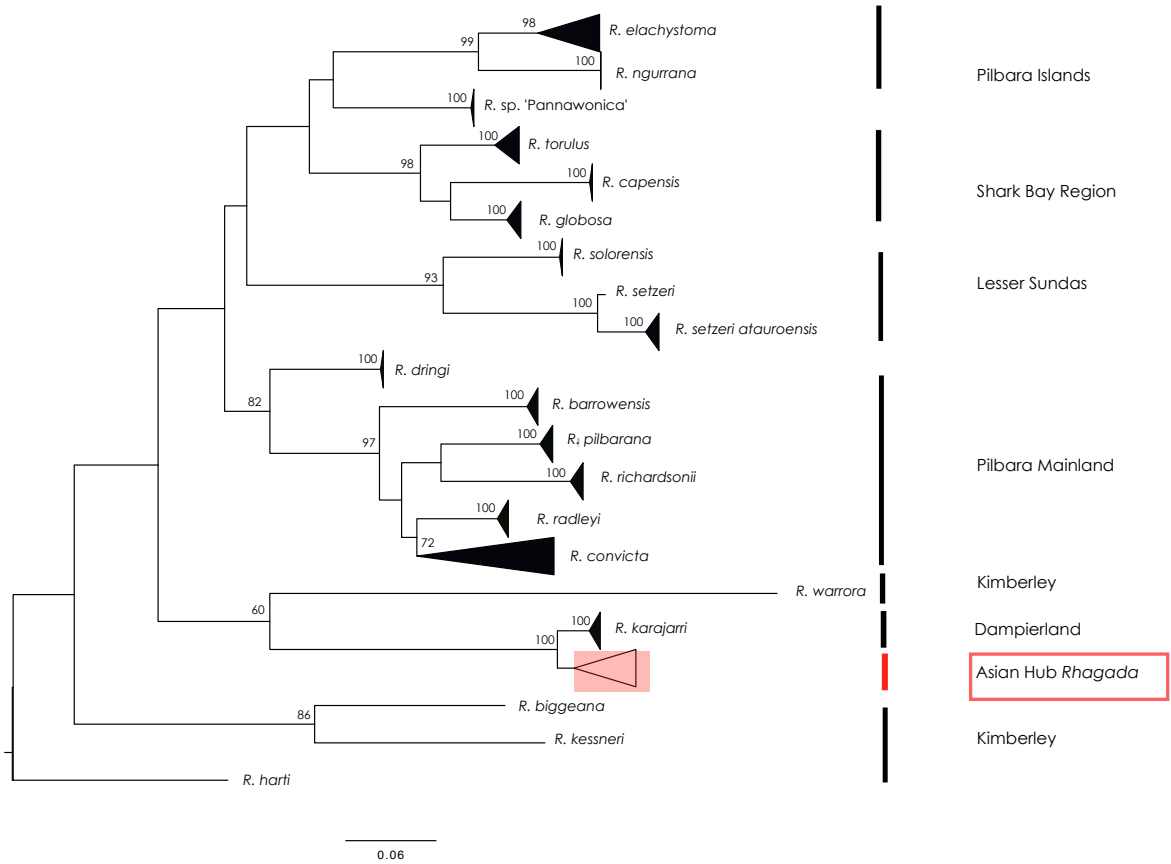 98
R. elachystoma
99
100
R. ngurrana
Pilbara Islands
100
R. sp. 'Pannawonica'
100
R. torulus
98
100
R. capensis
Shark Bay Region
100
R. globosa
100
R. solorensis
93
Lesser Sundas
R. setzeri
100
100
R. setzeri atauroensis
100
R. dringi
82
100
R. barrowensis
97
100
R. pilbarana
Pilbara Mainland
100
R. richardsonii
100
R. radleyi
72
R. convicta
Kimberley
R. warrora
60
100
R. karajarri
Dampierland
100
Asian Hub Rhagada
R. biggeana
86
R. kessneri
Kimberley
R. harti
0.06